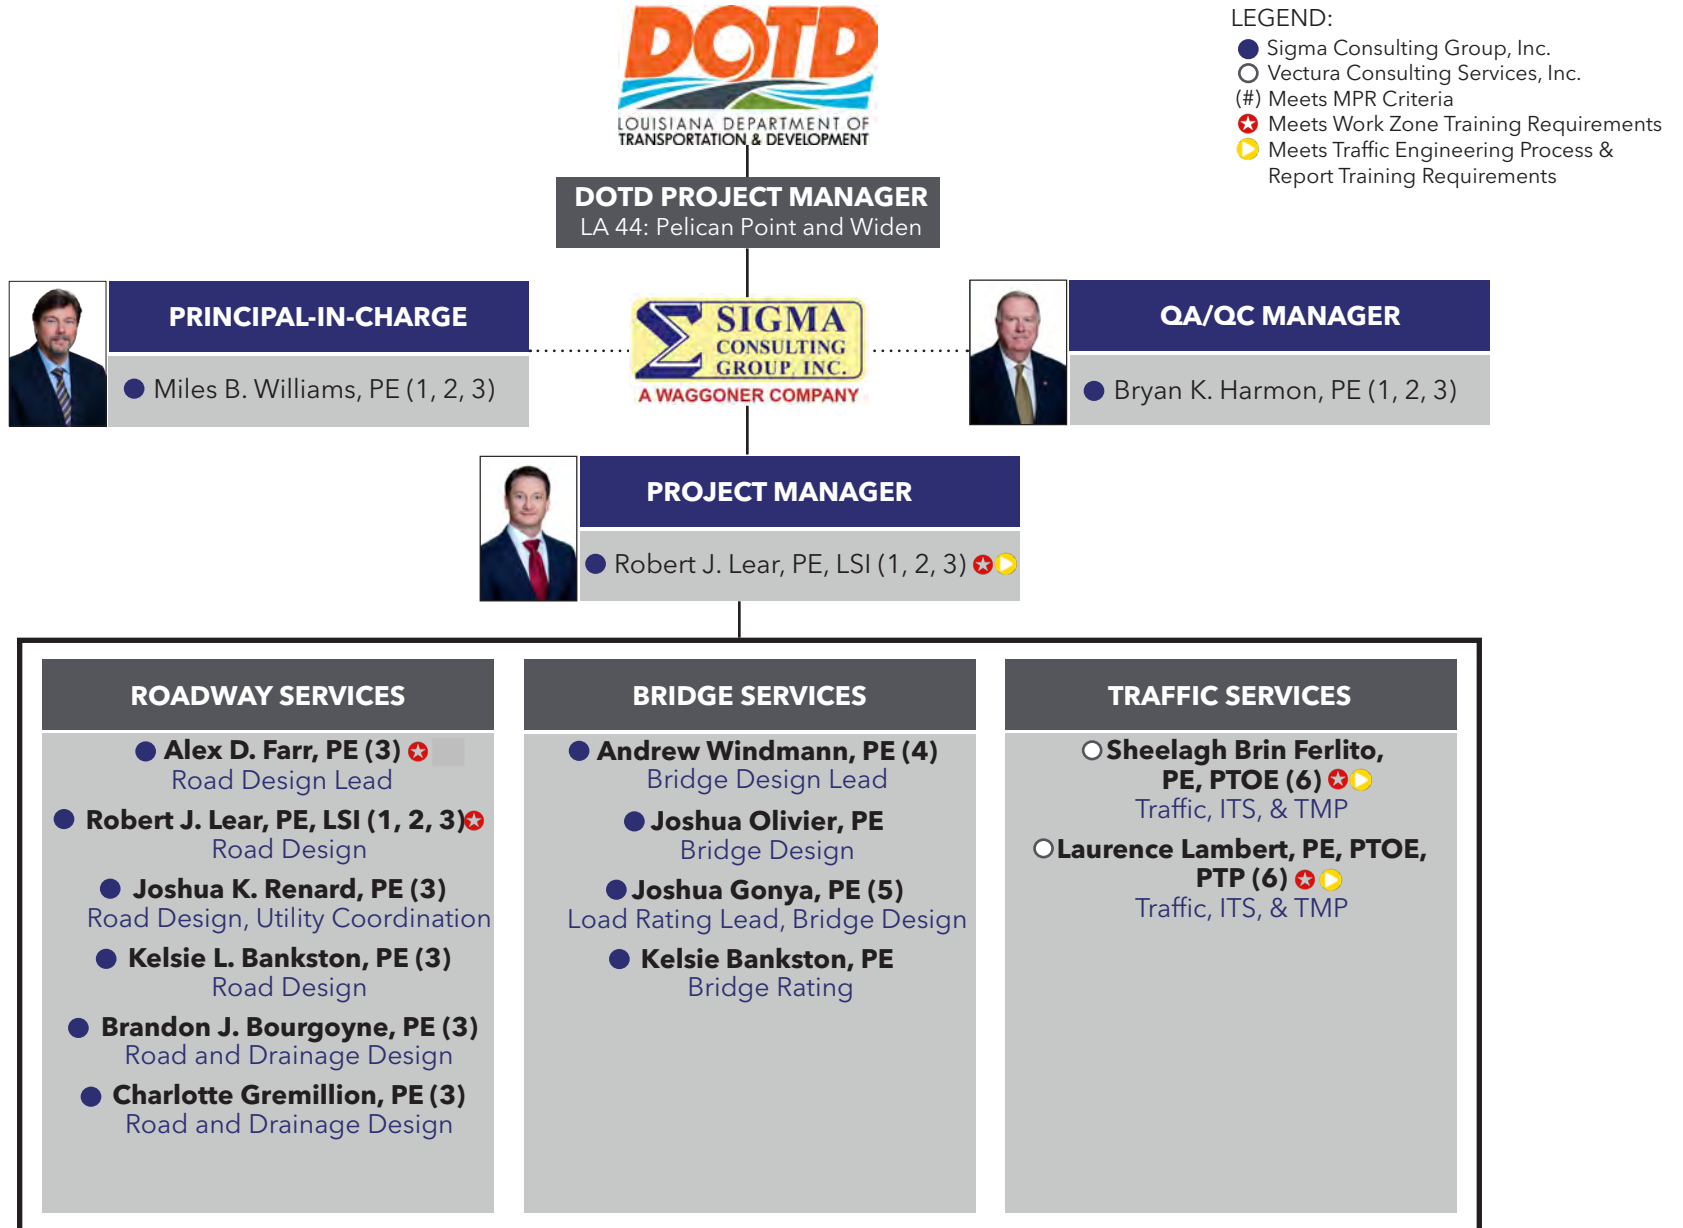 DOTD
LOUISIANA DEPARTMENT OF
TRANSPORTATION & DEVELOPMENT
LEGEND:
Sigma Consulting Group, Inc.
Vectura Consulting Services, Inc.
(#) Meets MPR Criteria
Meets Work Zone Training Requirements
Meets Traffic Engineering Process &
Report Training Requirements
DOTD PROJECT MANAGER
LA 44: Pelican Point and Widen
PRINCIPAL-IN-CHARGE
Miles B. Williams, PE (1, 2, 3)
Σ SIGMA
CONSULTING
GROUP, INC.
A WAGGONER COMPANY
QA/QC MANAGER
Bryan K. Harmon, PE (1, 2, 3)
PROJECT MANAGER
Robert J. Lear, PE, LSI (1, 2, 3)
ROADWAY SERVICES
Alex D. Farr, PE (3)
Road Design Lead
Robert J. Lear, PE, LSI (1, 2, 3)
Road Design
Joshua K. Renard, PE (3)
Road Design, Utility Coordination
Kelsie L. Bankston, PE (3)
Road Design
Brandon J. Bourgoyne, PE (3)
Road and Drainage Design
Charlotte Gremillion, PE (3)
Road and Drainage Design
BRIDGE SERVICES
Andrew Windmann, PE (4)
Bridge Design Lead
Joshua Olivier, PE
Bridge Design
Joshua Gonya, PE (5)
Load Rating Lead, Bridge Design
Kelsie Bankston, PE
Bridge Rating
TRAFFIC SERVICES
Sheelagh Brin Ferlito,
PE, PTOE (6)
Traffic, ITS, & TMP
Laurence Lambert, PE, PTOE,
PTP (6)
Traffic, ITS, & TMP